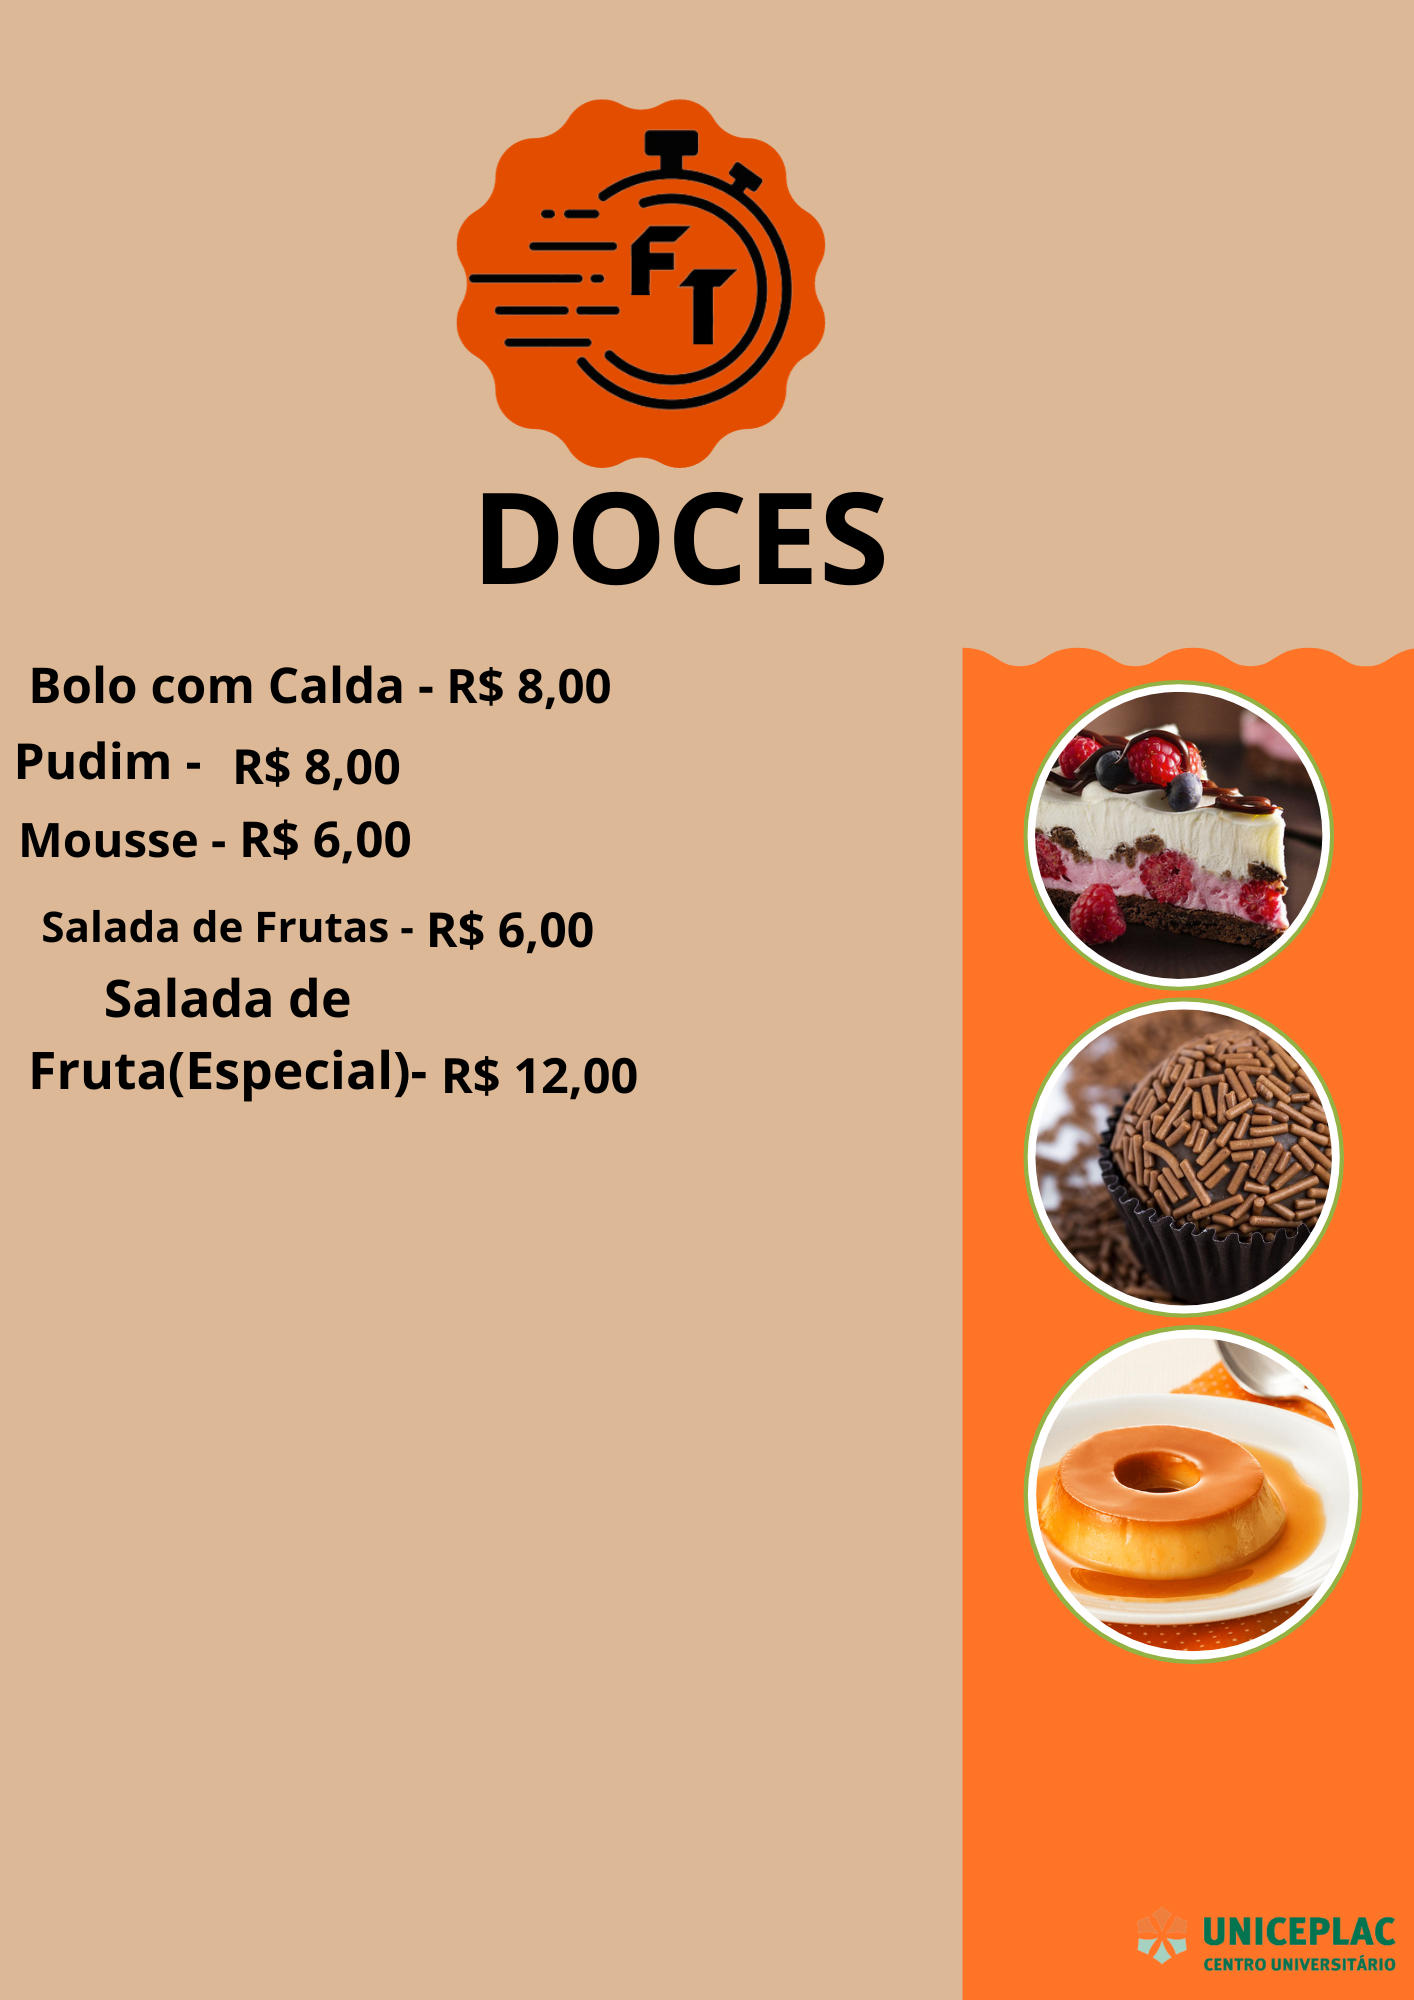 FT
DOCES
Bolo com Calda - R$ 8,00
Pudim - R$ 8,00
Mousse - R$ 6,00
Salada de Frutas - R$ 6,00
Salada de
Fruta(Especial)- R$ 12,00
UNICEPLAC
CENTRO UNIVERSITÁRIO